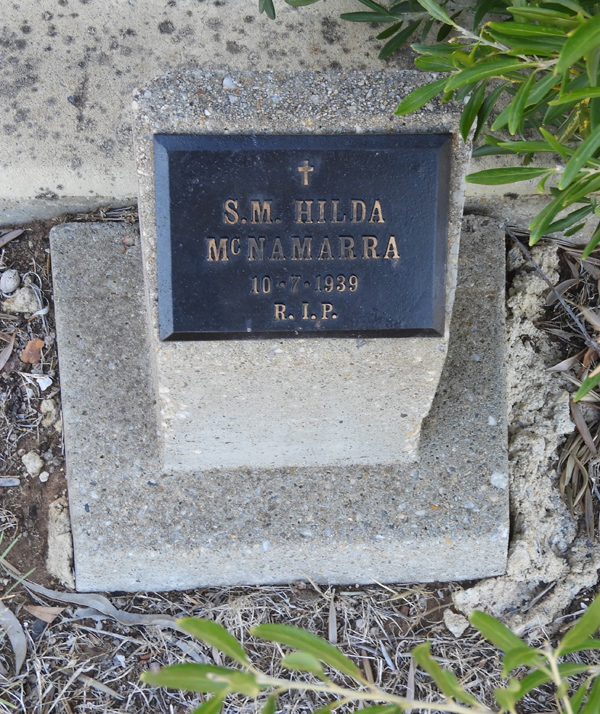 S.M. HILDA
McNAMARRA
10·7·1939
R.I.P.